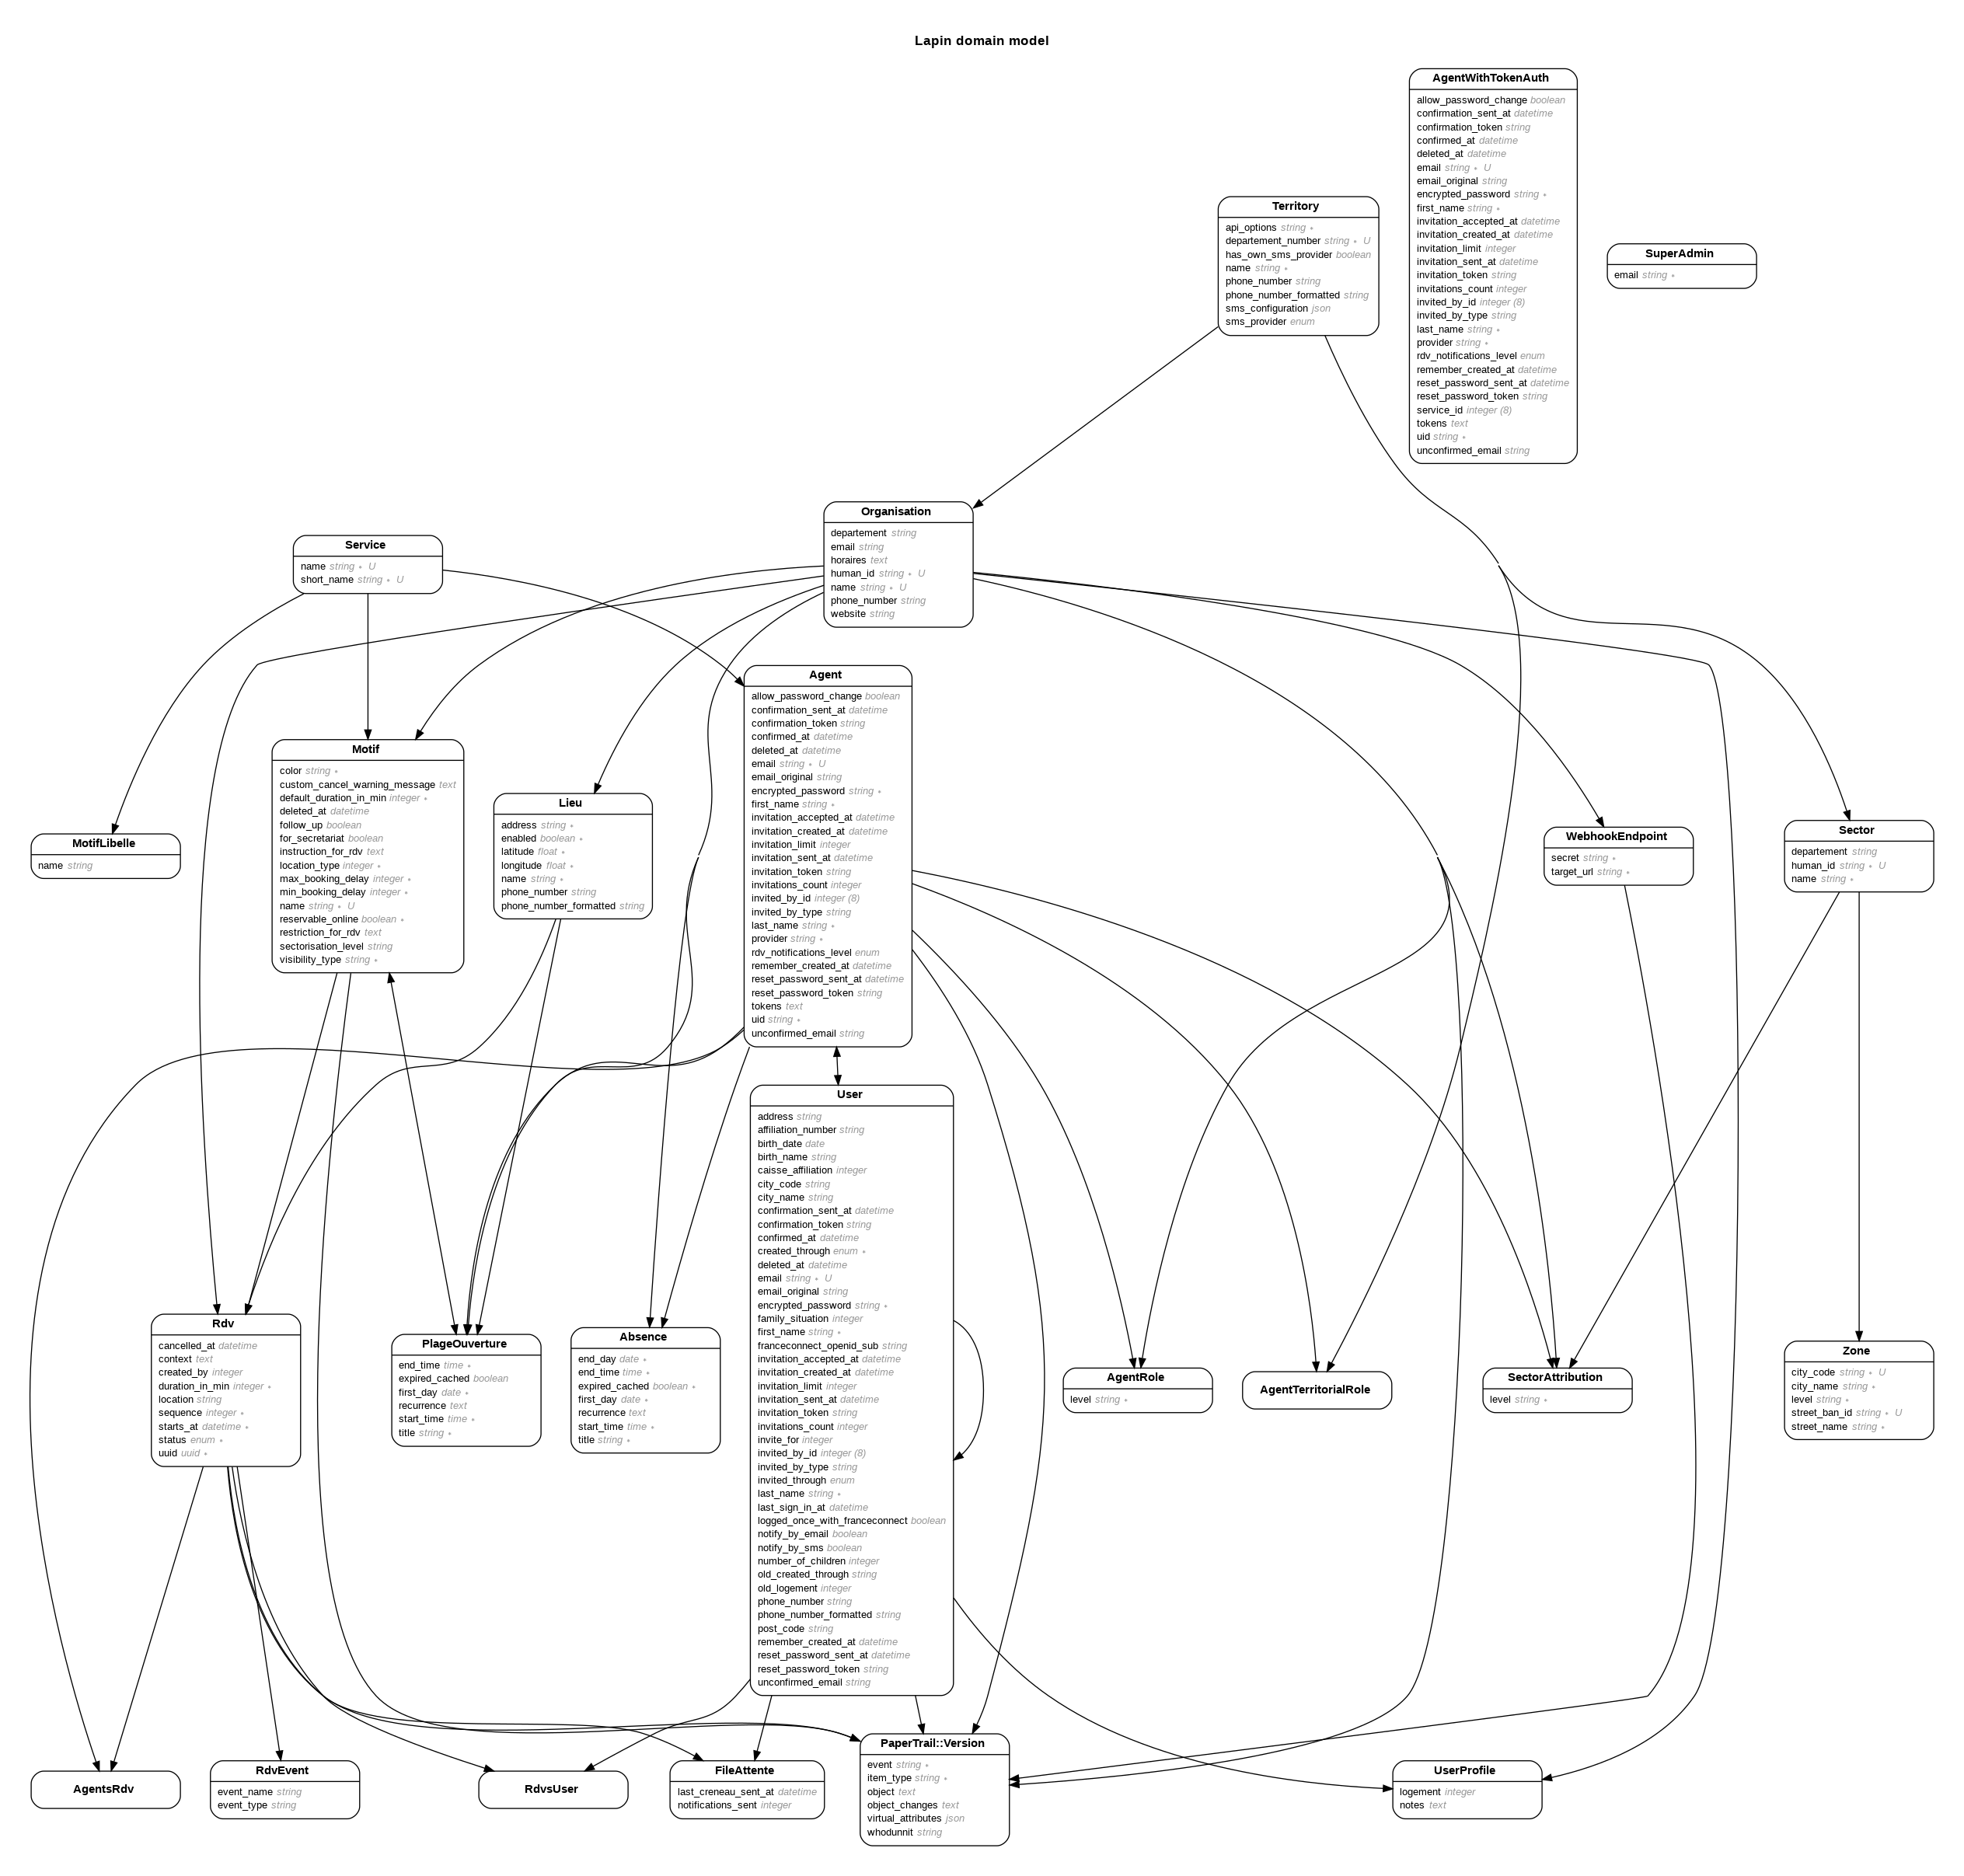 Lapin domain model
AgentWithTokenAuth
allow_password_change boolean
confirmation_sent_at datetime
confirmation_token string
confirmed_at datetime
deleted_at datetime
email string ∗ U
email_original string
encrypted_password string ∗
first_name string ∗
invitation_accepted_at datetime
invitation_created_at datetime
invitation_limit integer
invitation_sent_at datetime
invitation_token string
invitations_count integer
invited_by_id integer (8)
invited_by_type string
last_name string ∗
provider string ∗
rdv_notifications_level enum
remember_created_at datetime
reset_password_sent_at datetime
reset_password_token string
service_id integer (8)
tokens text
uid string ∗
unconfirmed_email string
Territory
api_options string ∗
departement_number string ∗ U
has_own_sms_provider boolean
name string ∗
phone_number string
phone_number_formatted string
sms_configuration json
sms_provider enum
SuperAdmin
email string ∗
Organisation
departement string
email string
horaires text
human_id string ∗ U
name string ∗ U
phone_number string
website string
Service
name string ∗ U
short_name string ∗ U
Agent
allow_password_change boolean
confirmation_sent_at datetime
confirmation_token string
confirmed_at datetime
deleted_at datetime
email string ∗ U
email_original string
encrypted_password string ∗
first_name string ∗
invitation_accepted_at datetime
invitation_created_at datetime
invitation_limit integer
invitation_sent_at datetime
invitation_token string
invitations_count integer
invited_by_id integer (8)
invited_by_type string
last_name string ∗
provider string ∗
rdv_notifications_level enum
remember_created_at datetime
reset_password_sent_at datetime
reset_password_token string
tokens text
uid string ∗
unconfirmed_email string
Motif
color string ∗
custom_cancel_warning_message text
default_duration_in_min integer ∗
deleted_at datetime
follow_up boolean
for_secretariat boolean
instruction_for_rdv text
location_type integer ∗
max_booking_delay integer ∗
min_booking_delay integer ∗
name string ∗ U
reservable_online boolean ∗
restriction_for_rdv text
sectorisation_level string
visibility_type string ∗
Lieu
address string ∗
enabled boolean ∗
latitude float ∗
longitude float ∗
name string ∗
phone_number string
phone_number_formatted string
MotifLibelle
name string
WebhookEndpoint
secret string ∗
target_url string ∗
Sector
departement string
human_id string ∗ U
name string ∗
User
address string
affiliation_number string
birth_date date
birth_name string
caisse_affiliation integer
city_code string
city_name string
confirmation_sent_at datetime
confirmation_token string
confirmed_at datetime
created_through enum ∗
deleted_at datetime
email string ∗ U
email_original string
encrypted_password string ∗
family_situation integer
first_name string ∗
franceconnect_openid_sub string
invitation_accepted_at datetime
invitation_created_at datetime
invitation_limit integer
invitation_sent_at datetime
invitation_token string
invitations_count integer
invite_for integer
invited_by_id integer (8)
invited_by_type string
invited_through enum
last_name string ∗
last_sign_in_at datetime
logged_once_with_franceconnect boolean
notify_by_email boolean
notify_by_sms boolean
number_of_children integer
old_created_through string
old_logement integer
phone_number string
phone_number_formatted string
post_code string
remember_created_at datetime
reset_password_sent_at datetime
reset_password_token string
unconfirmed_email string
Rdv
cancelled_at datetime
context text
created_by integer
duration_in_min integer ∗
location string
sequence integer ∗
starts_at datetime ∗
status enum ∗
uuid uuid ∗
PlageOuverture
end_time time ∗
expired_cached boolean
first_day date ∗
recurrence text
start_time time ∗
title string ∗
Absence
end_day date ∗
end_time time ∗
expired_cached boolean ∗
first_day date ∗
recurrence text
start_time time ∗
title string ∗
AgentRole
level string ∗
AgentTerritorialRole
SectorAttribution
level string ∗
Zone
city_code string ∗ U
city_name string ∗
level string ∗
street_ban_id string ∗ U
street_name string ∗
AgentsRdv
RdvEvent
event_name string
event_type string
RdvsUser
FileAttente
last_creneau_sent_at datetime
notifications_sent integer
PaperTrail::Version
event string ∗
item_type string ∗
object text
object_changes text
virtual_attributes json
whodunnit string
UserProfile
logement integer
notes text